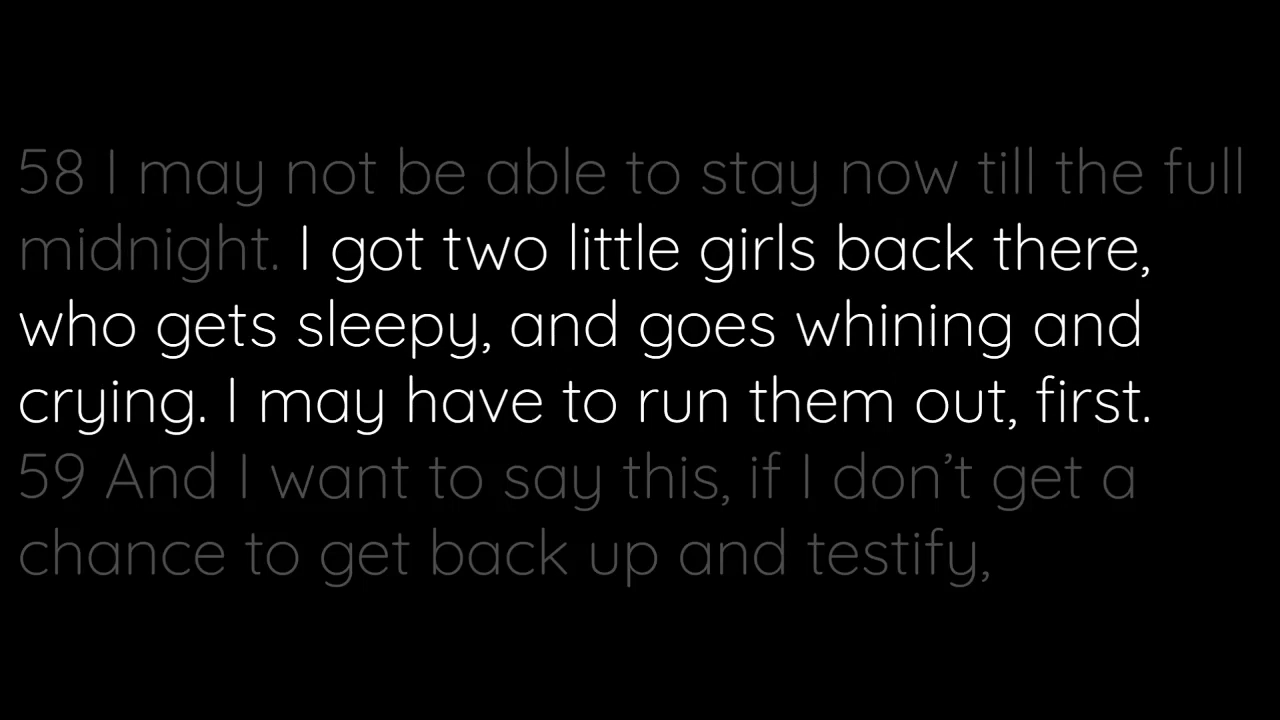 58 I may not be able to stay now till the full
midnight. I got two little girls back there,
who gets sleepy, and goes whining and
crying. I may have to run them out, first.
59 And I want to say this, if I don’t get a
chance to get back up and testify,